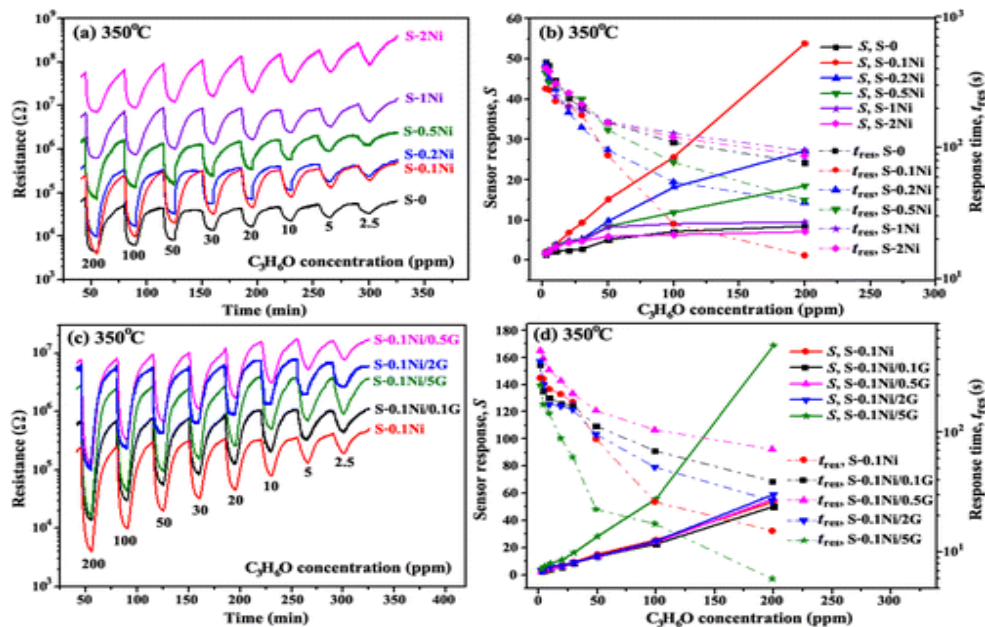 (a) 350°C
10⁹
10⁸
10⁷
10⁶
10⁵
10⁴
10³
Resistance (Ω)
S-2Ni
S-1Ni
S-0.5Ni
S-0.2Ni
S-0.1Ni
S-0
200
100
50
30
20
10
5
2.5
C₃H₆O concentration (ppm)
50 100 150 200 250 300 350 400
Time (min)
(b) 350°C
60
50
40
30
20
10
0
Sensor response, S
S, S-0
S, S-0.1Ni
S, S-0.2Ni
S, S-0.5Ni
S, S-1Ni
S, S-2Ni
tres, S-0
tres, S-0.1Ni
tres, S-0.2Ni
tres, S-0.5Ni
tres, S-1Ni
tres, S-2Ni
10³
10²
10¹
Response time, tres (s)
0 50 100 150 200 250 300
C₃H₆O concentration (ppm)
(c) 350°C
10⁷
10⁶
10⁵
10⁴
10³
Resistance (Ω)
S-0.1Ni/0.5G
S-0.1Ni/2G
S-0.1Ni/5G
S-0.1Ni/0.1G
S-0.1Ni
200
100
50
30
20
10
5
2.5
C₃H₆O concentration (ppm)
50 100 150 200 250 300 350 400
Time (min)
(d) 350°C
180
160
140
120
100
80
60
40
20
0
Sensor response, S
S, S-0.1Ni
S, S-0.1Ni/0.1G
S, S-0.1Ni/0.5G
S, S-0.1Ni/2G
S, S-0.1Ni/5G
tres, S-0.1Ni
tres, S-0.1Ni/0.1G
tres, S-0.1Ni/0.5G
tres, S-0.1Ni/2G
tres, S-0.1Ni/5G
10²
10¹
Response time, tres (s)
0 50 100 150 200 250 300
C₃H₆O concentration (ppm)